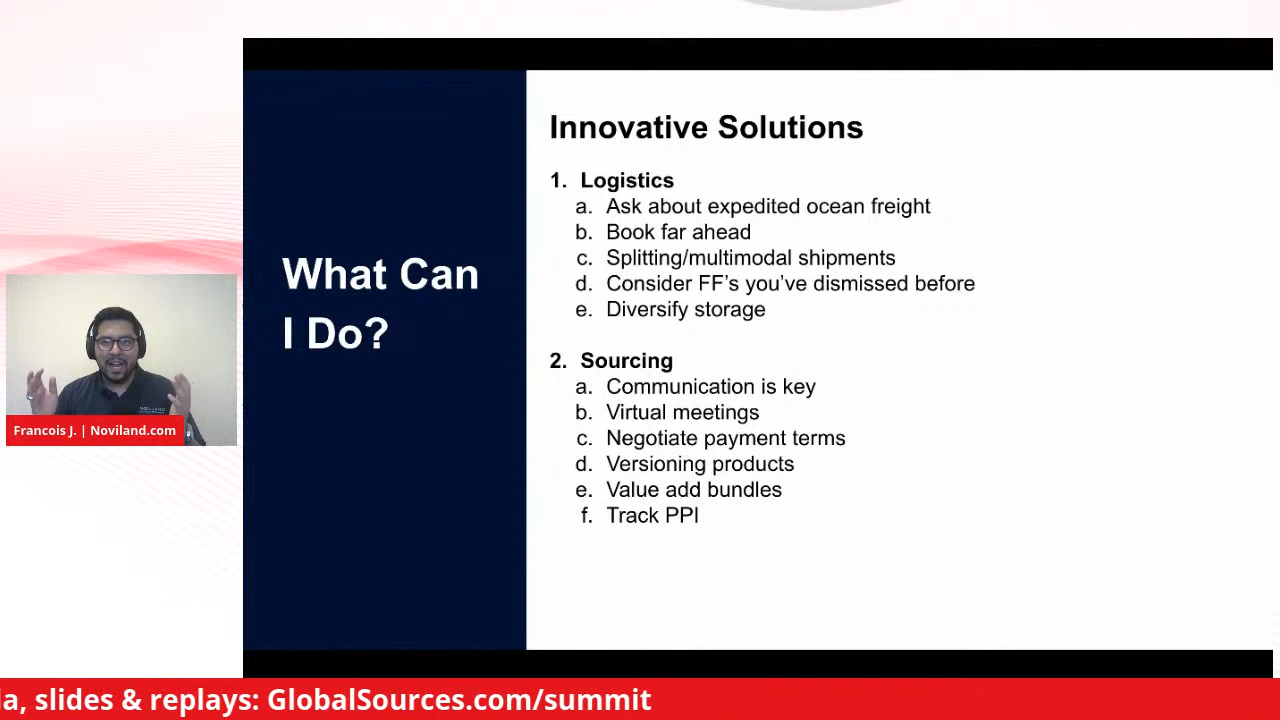 What Can
I Do?
Innovative Solutions
1. Logistics
a. Ask about expedited ocean freight
b. Book far ahead
c. Splitting/multimodal shipments
d. Consider FF's you've dismissed before
e. Diversify storage
2. Sourcing
a. Communication is key
b. Virtual meetings
c. Negotiate payment terms
d. Versioning products
e. Value add bundles
f. Track PPI
NOVILAND
Francois J. | Noviland.com
la, slides & replays: GlobalSources.com/summit